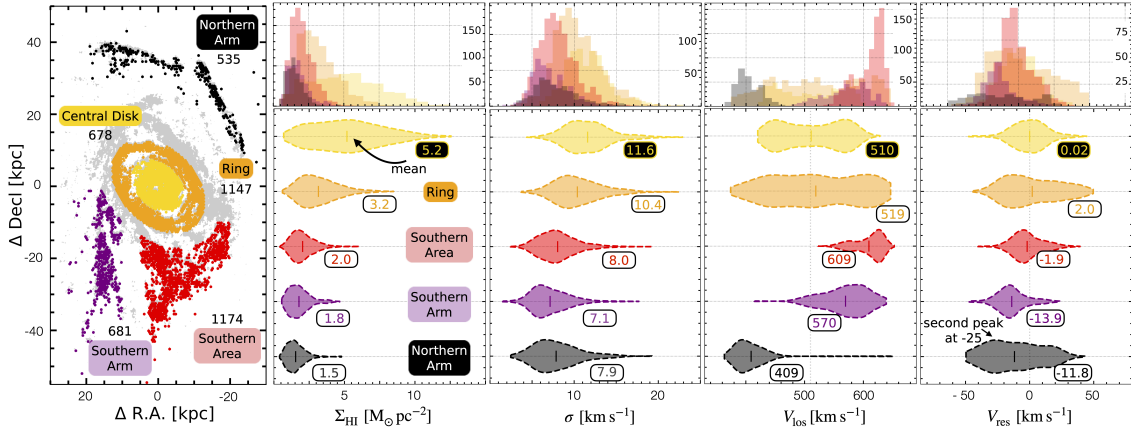 Northern
Arm
535
Central Disk
678
Ring
1147
681
1174
Southern
Arm
Southern
Area
Δ Decl [kpc]
40
20
0
-20
-40
20
0
-20
Δ R.A. [kpc]
150
100
50
5.2
mean
Ring
3.2
Southern
Area
2.0
Southern
Arm
1.8
Northern
Arm
1.5
0
5
10
Σ_HI [M_⊙ pc⁻²]
150
100
50
11.6
10.4
8.0
7.1
7.9
0
10
20
σ [km s⁻¹]
150
100
50
510
519
609
570
409
400
500
600
V_los [km s⁻¹]
75
50
25
0.02
2.0
-1.9
-13.9
second peak
at -25
-11.8
-50
0
50
V_res [km s⁻¹]